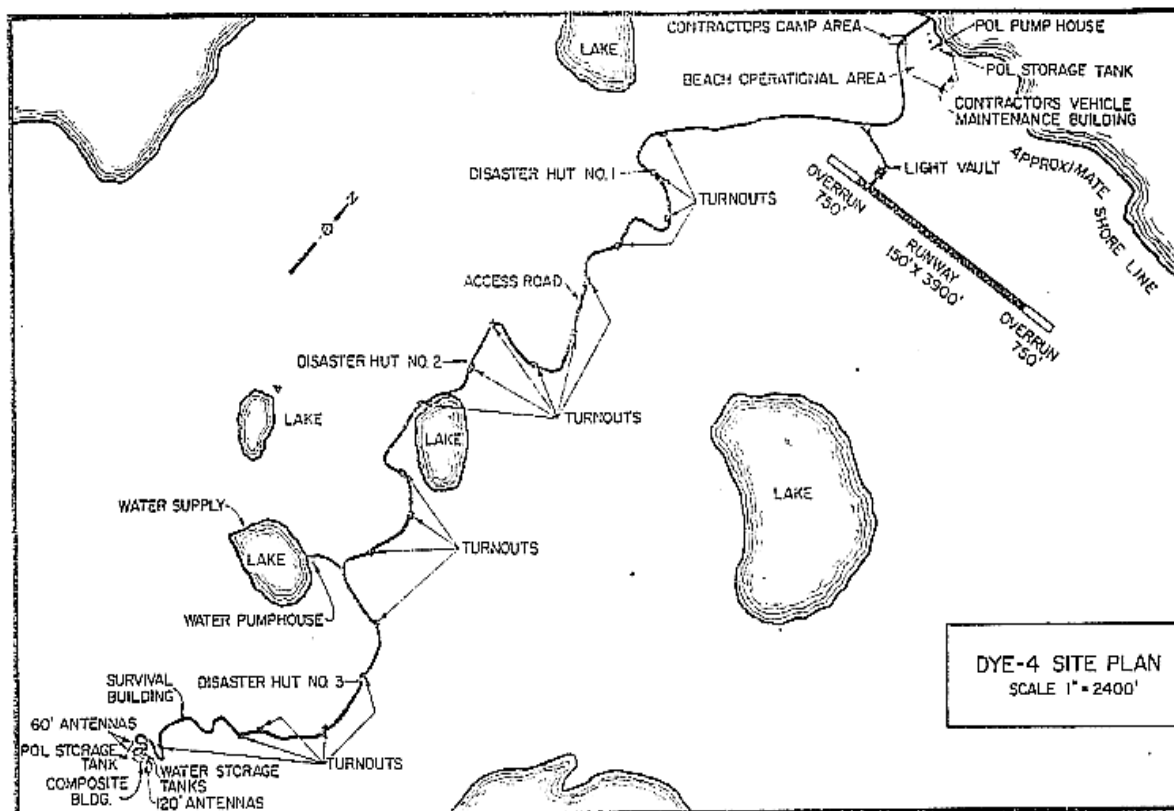 CONTRACTORS CAMP AREA
POL PUMP HOUSE
LAKE
BEACH OPERATIONAL AREA
POL STORAGE TANK
CONTRACTORS VEHICLE
MAINTENANCE BUILDING
DISASTER HUT NO. 1
LIGHT VAULT
APPROXIMATE SHORE LINE
TURNOUTS
OVERRUN
750'
N
RUNWAY
150' X 3900'
ACCESS ROAD
OVERRUN
750'
DISASTER HUT NO. 2
LAKE
TURNOUTS
LAKE
LAKE
WATER SUPPLY
TURNOUTS
LAKE
WATER PUMPHOUSE
DYE-4 SITE PLAN
SCALE 1" = 2400'
SURVIVAL
BUILDING
DISASTER HUT NO. 3
60' ANTENNAS
POL STORAGE
TANK
WATER STORAGE
TANKS
TURNOUTS
COMPOSITE
BLDG.
120' ANTENNAS